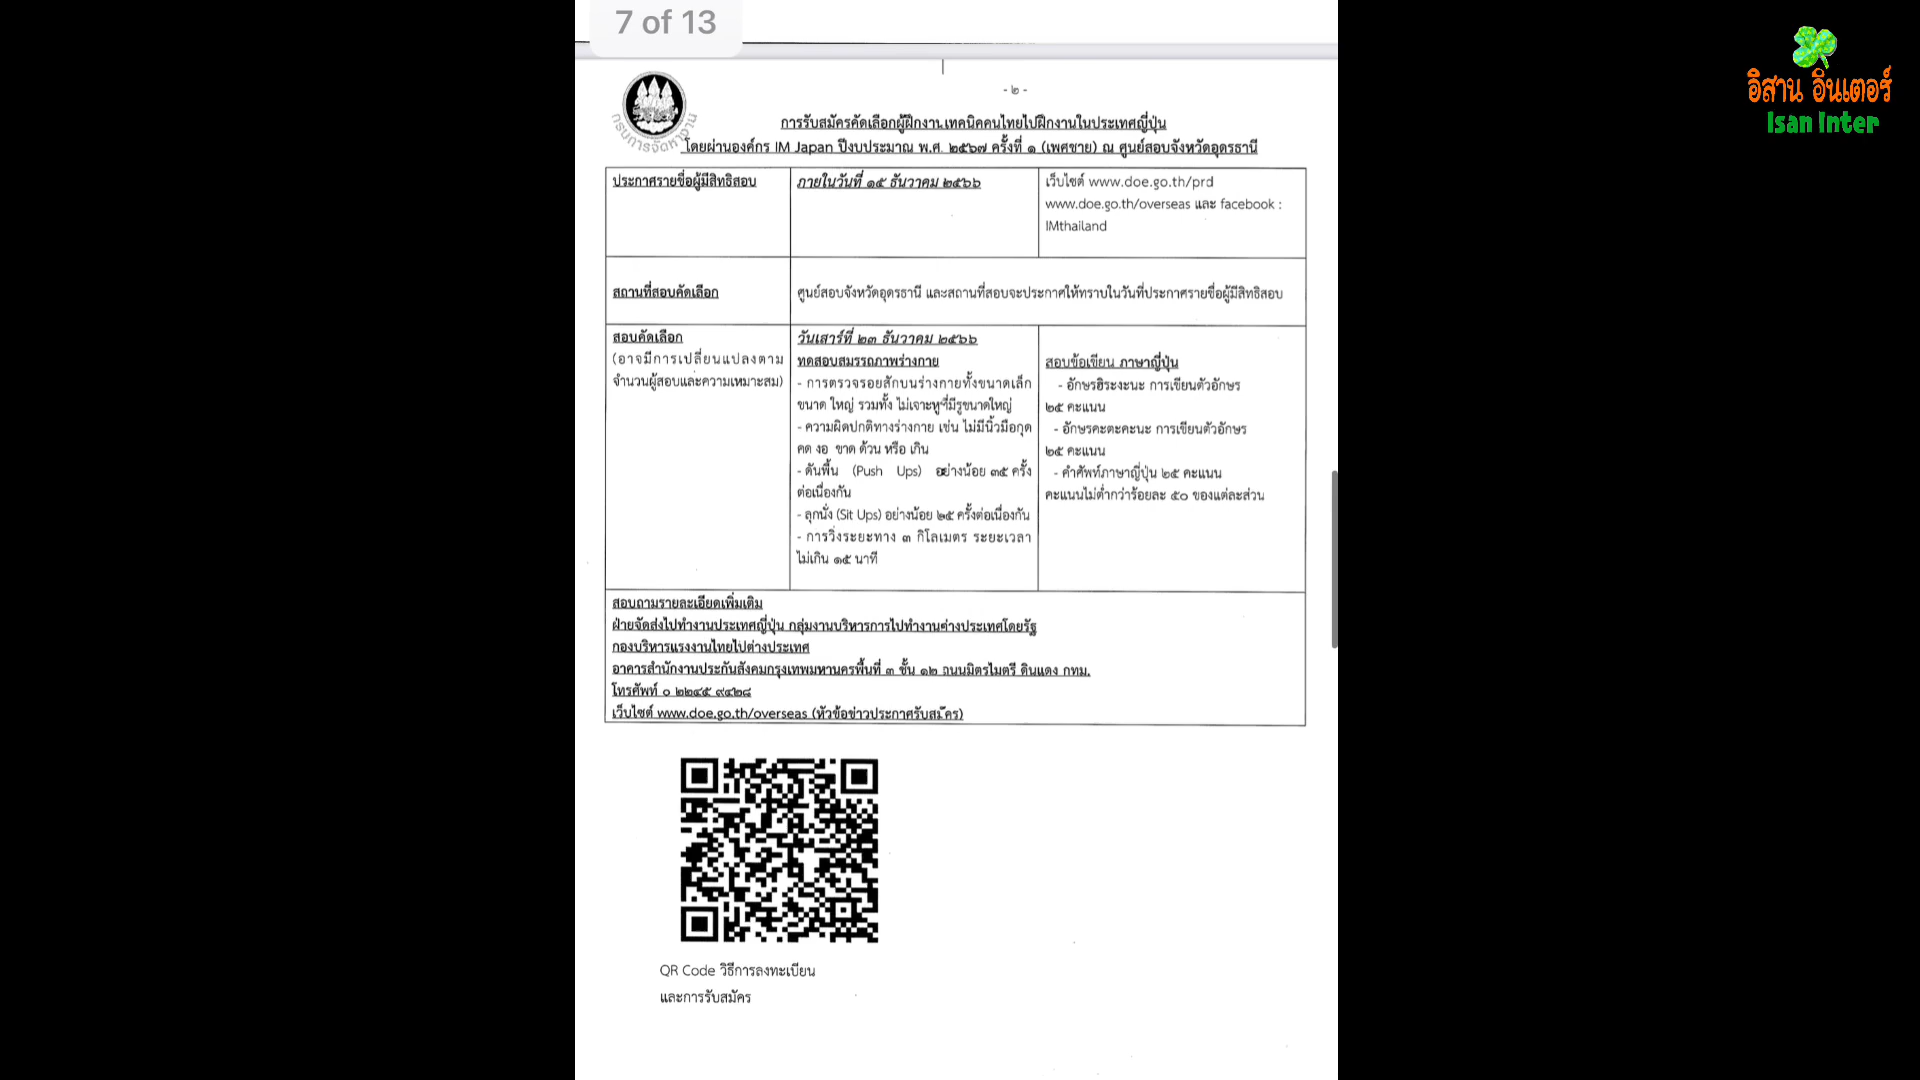 7 of 13
อิสาน อินเตอร์
Isan Inter
- ๒ -
กรมการจัดหางาน
การรับสมัครคัดเลือกผู้ฝึกงานเทคนิคคนไทยไปฝึกงานในประเทศญี่ปุ่น
โดยผ่านองค์กร IM Japan ปีงบประมาณ พ.ศ. ๒๕๖๗ ครั้งที่ ๑ (เพศชาย) ณ ศูนย์สอบจังหวัดอุดรธานี
ประกาศรายชื่อผู้มีสิทธิสอบ
ภายในวันที่ ๑๕ ธันวาคม ๒๕๖๖
เว็บไซต์ www.doe.go.th/prd
www.doe.go.th/overseas และ facebook :
IMthailand
สถานที่สอบคัดเลือก
ศูนย์สอบจังหวัดอุดรธานี และสถานที่สอบจะประกาศให้ทราบในวันที่ประกาศรายชื่อผู้มีสิทธิสอบ
สอบคัดเลือก
(อาจมีการเปลี่ยนแปลงตาม
จำนวนผู้สอบและความเหมาะสม)
วันเสาร์ที่ ๒๓ ธันวาคม ๒๕๖๖
ทดสอบสมรรถภาพร่างกาย
- การตรวจรอยสักบนร่างกายทั้งขนาดเล็ก
ขนาด ใหญ่ รวมทั้ง ไม่เจาะหูที่มีรูขนาดใหญ่
- ความผิดปกติทางร่างกาย เช่น ไม่มีนิ้วมือกุด
คด งอ ขาด ด้วน หรือ เกิน
- ดันพื้น (Push Ups) อย่างน้อย ๓๕ ครั้ง
ต่อเนื่องกัน
- ลุกนั่ง (Sit Ups) อย่างน้อย ๒๕ ครั้งต่อเนื่องกัน
- การวิ่งระยะทาง ๓ กิโลเมตร ระยะเวลา
ไม่เกิน ๑๕ นาที
สอบข้อเขียน ภาษาญี่ปุ่น
- อักษรฮิระงะนะ การเขียนตัวอักษร
๒๕ คะแนน
- อักษรคะตะคะนะ การเขียนตัวอักษร
๒๕ คะแนน
- คำศัพท์ภาษาญี่ปุ่น ๒๕ คะแนน
คะแนนไม่ต่ำกว่าร้อยละ ๕๐ ของแต่ละส่วน
สอบถามรายละเอียดเพิ่มเติม
ฝ่ายจัดส่งไปทำงานประเทศญี่ปุ่น กลุ่มงานบริหารการไปทำงานต่างประเทศโดยรัฐ
กองบริหารแรงงานไทยไปต่างประเทศ
อาคารสำนักงานประกันสังคมกรุงเทพมหานครพื้นที่ ๓ ชั้น ๑๒ ถนนมิตรไมตรี ดินแดง กทม.
โทรศัพท์ ๐ ๒๒๔๕ ๙๔๒๘
เว็บไซต์ www.doe.go.th/overseas (หัวข้อข่าวประกาศรับสมัคร)
QR Code วิธีการลงทะเบียน
และการรับสมัคร